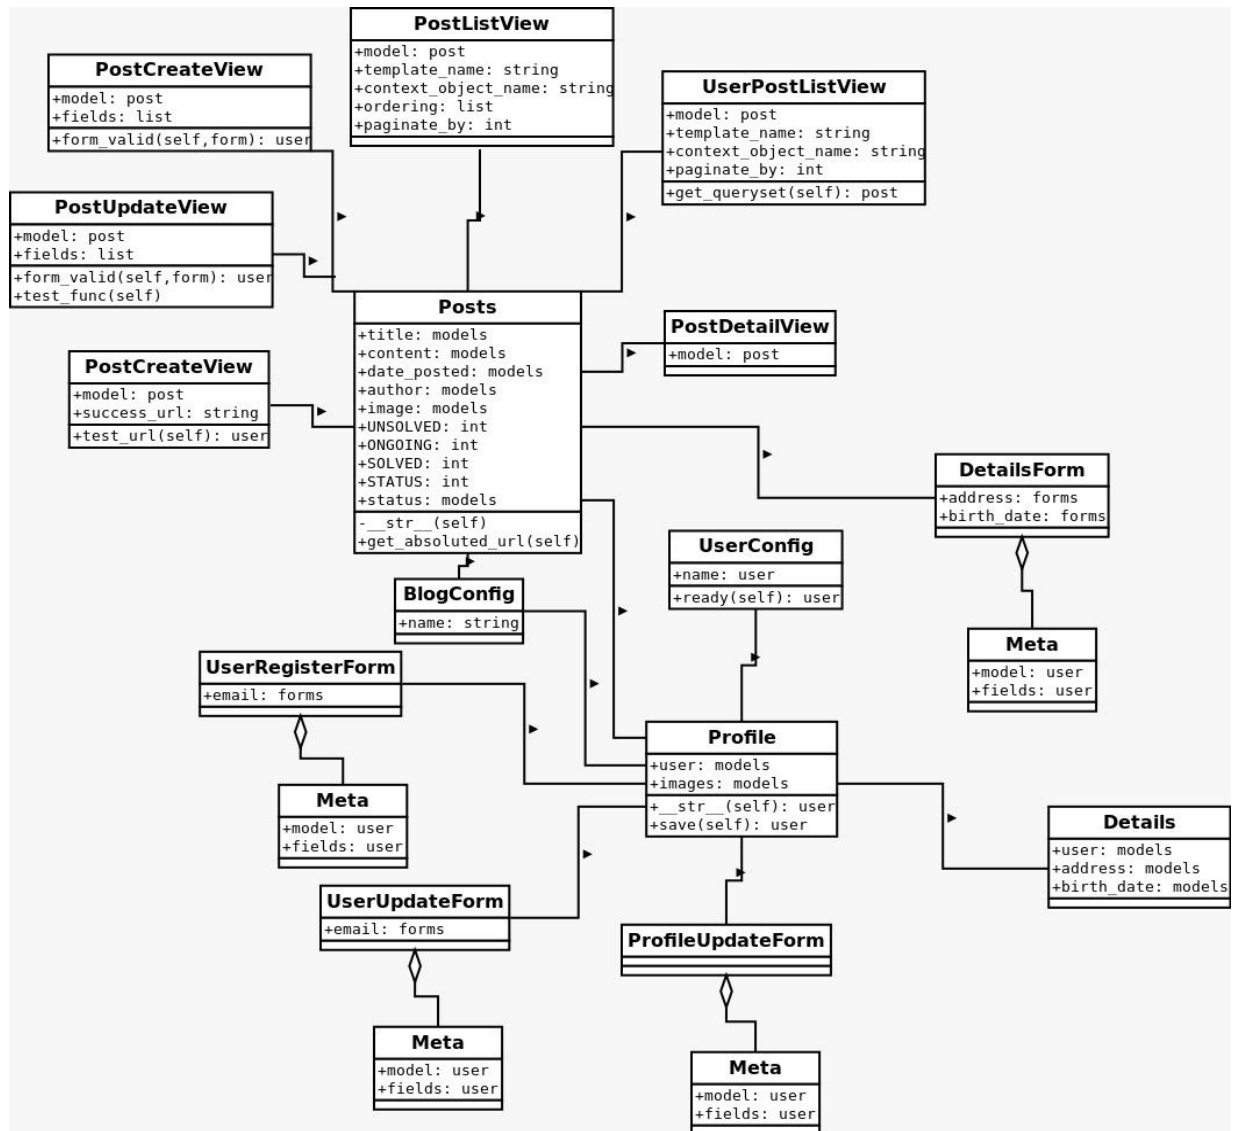 PostListView
+model: post
+template_name: string
+context_object_name: string
+ordering: list
+paginate_by: int
PostCreateView
+model: post
+fields: list
+form_valid(self,form): user
UserPostListView
+model: post
+template_name: string
+context_object_name: string
+paginate_by: int
+get_queryset(self): post
PostUpdateView
+model: post
+fields: list
+form_valid(self,form): user
+test_func(self)
Posts
+title: models
+content: models
+date_posted: models
+author: models
+image: models
+UNSOLVED: int
+ONGOING: int
+SOLVED: int
+STATUS: int
+status: models
-__str__(self)
+get_absoluted_url(self)
PostDetailView
+model: post
PostCreateView
+model: post
+success_url: string
+test_url(self): user
DetailsForm
+address: forms
+birth_date: forms
UserConfig
+name: user
+ready(self): user
BlogConfig
+name: string
Meta
+model: user
+fields: user
UserRegisterForm
+email: forms
Profile
+user: models
+images: models
+__str__(self): user
+save(self): user
Meta
+model: user
+fields: user
Details
+user: models
+address: models
+birth_date: models
UserUpdateForm
+email: forms
ProfileUpdateForm
Meta
+model: user
+fields: user
Meta
+model: user
+fields: user